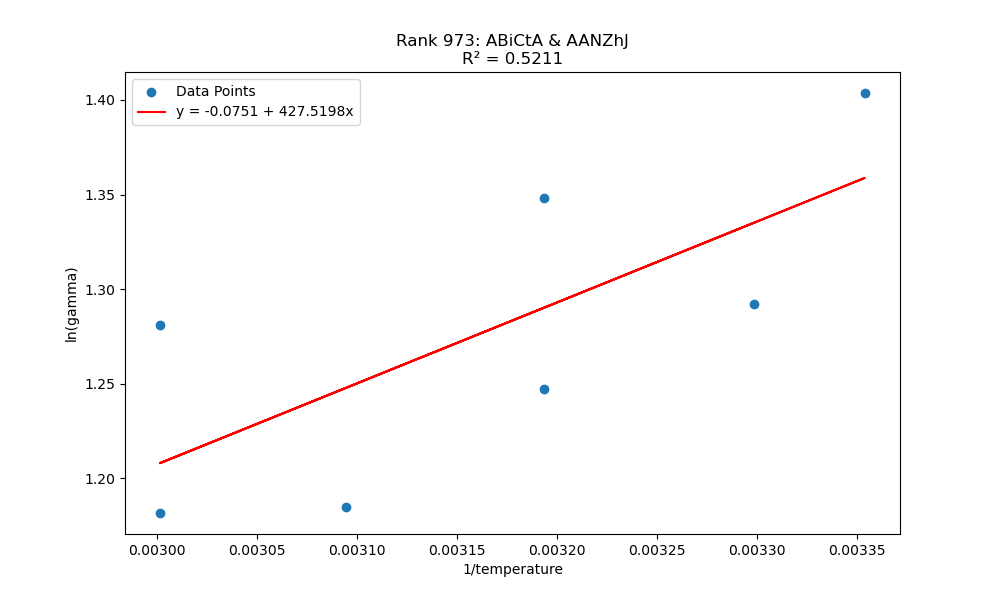 Rank 973: ABiCtA & AANZhJ
R² = 0.5211
Data Points
y = -0.0751 + 427.5198x
1.40
1.35
1.30
1.25
1.20
ln(gamma)
0.00300 0.00305 0.00310 0.00315 0.00320 0.00325 0.00330 0.00335
1/temperature